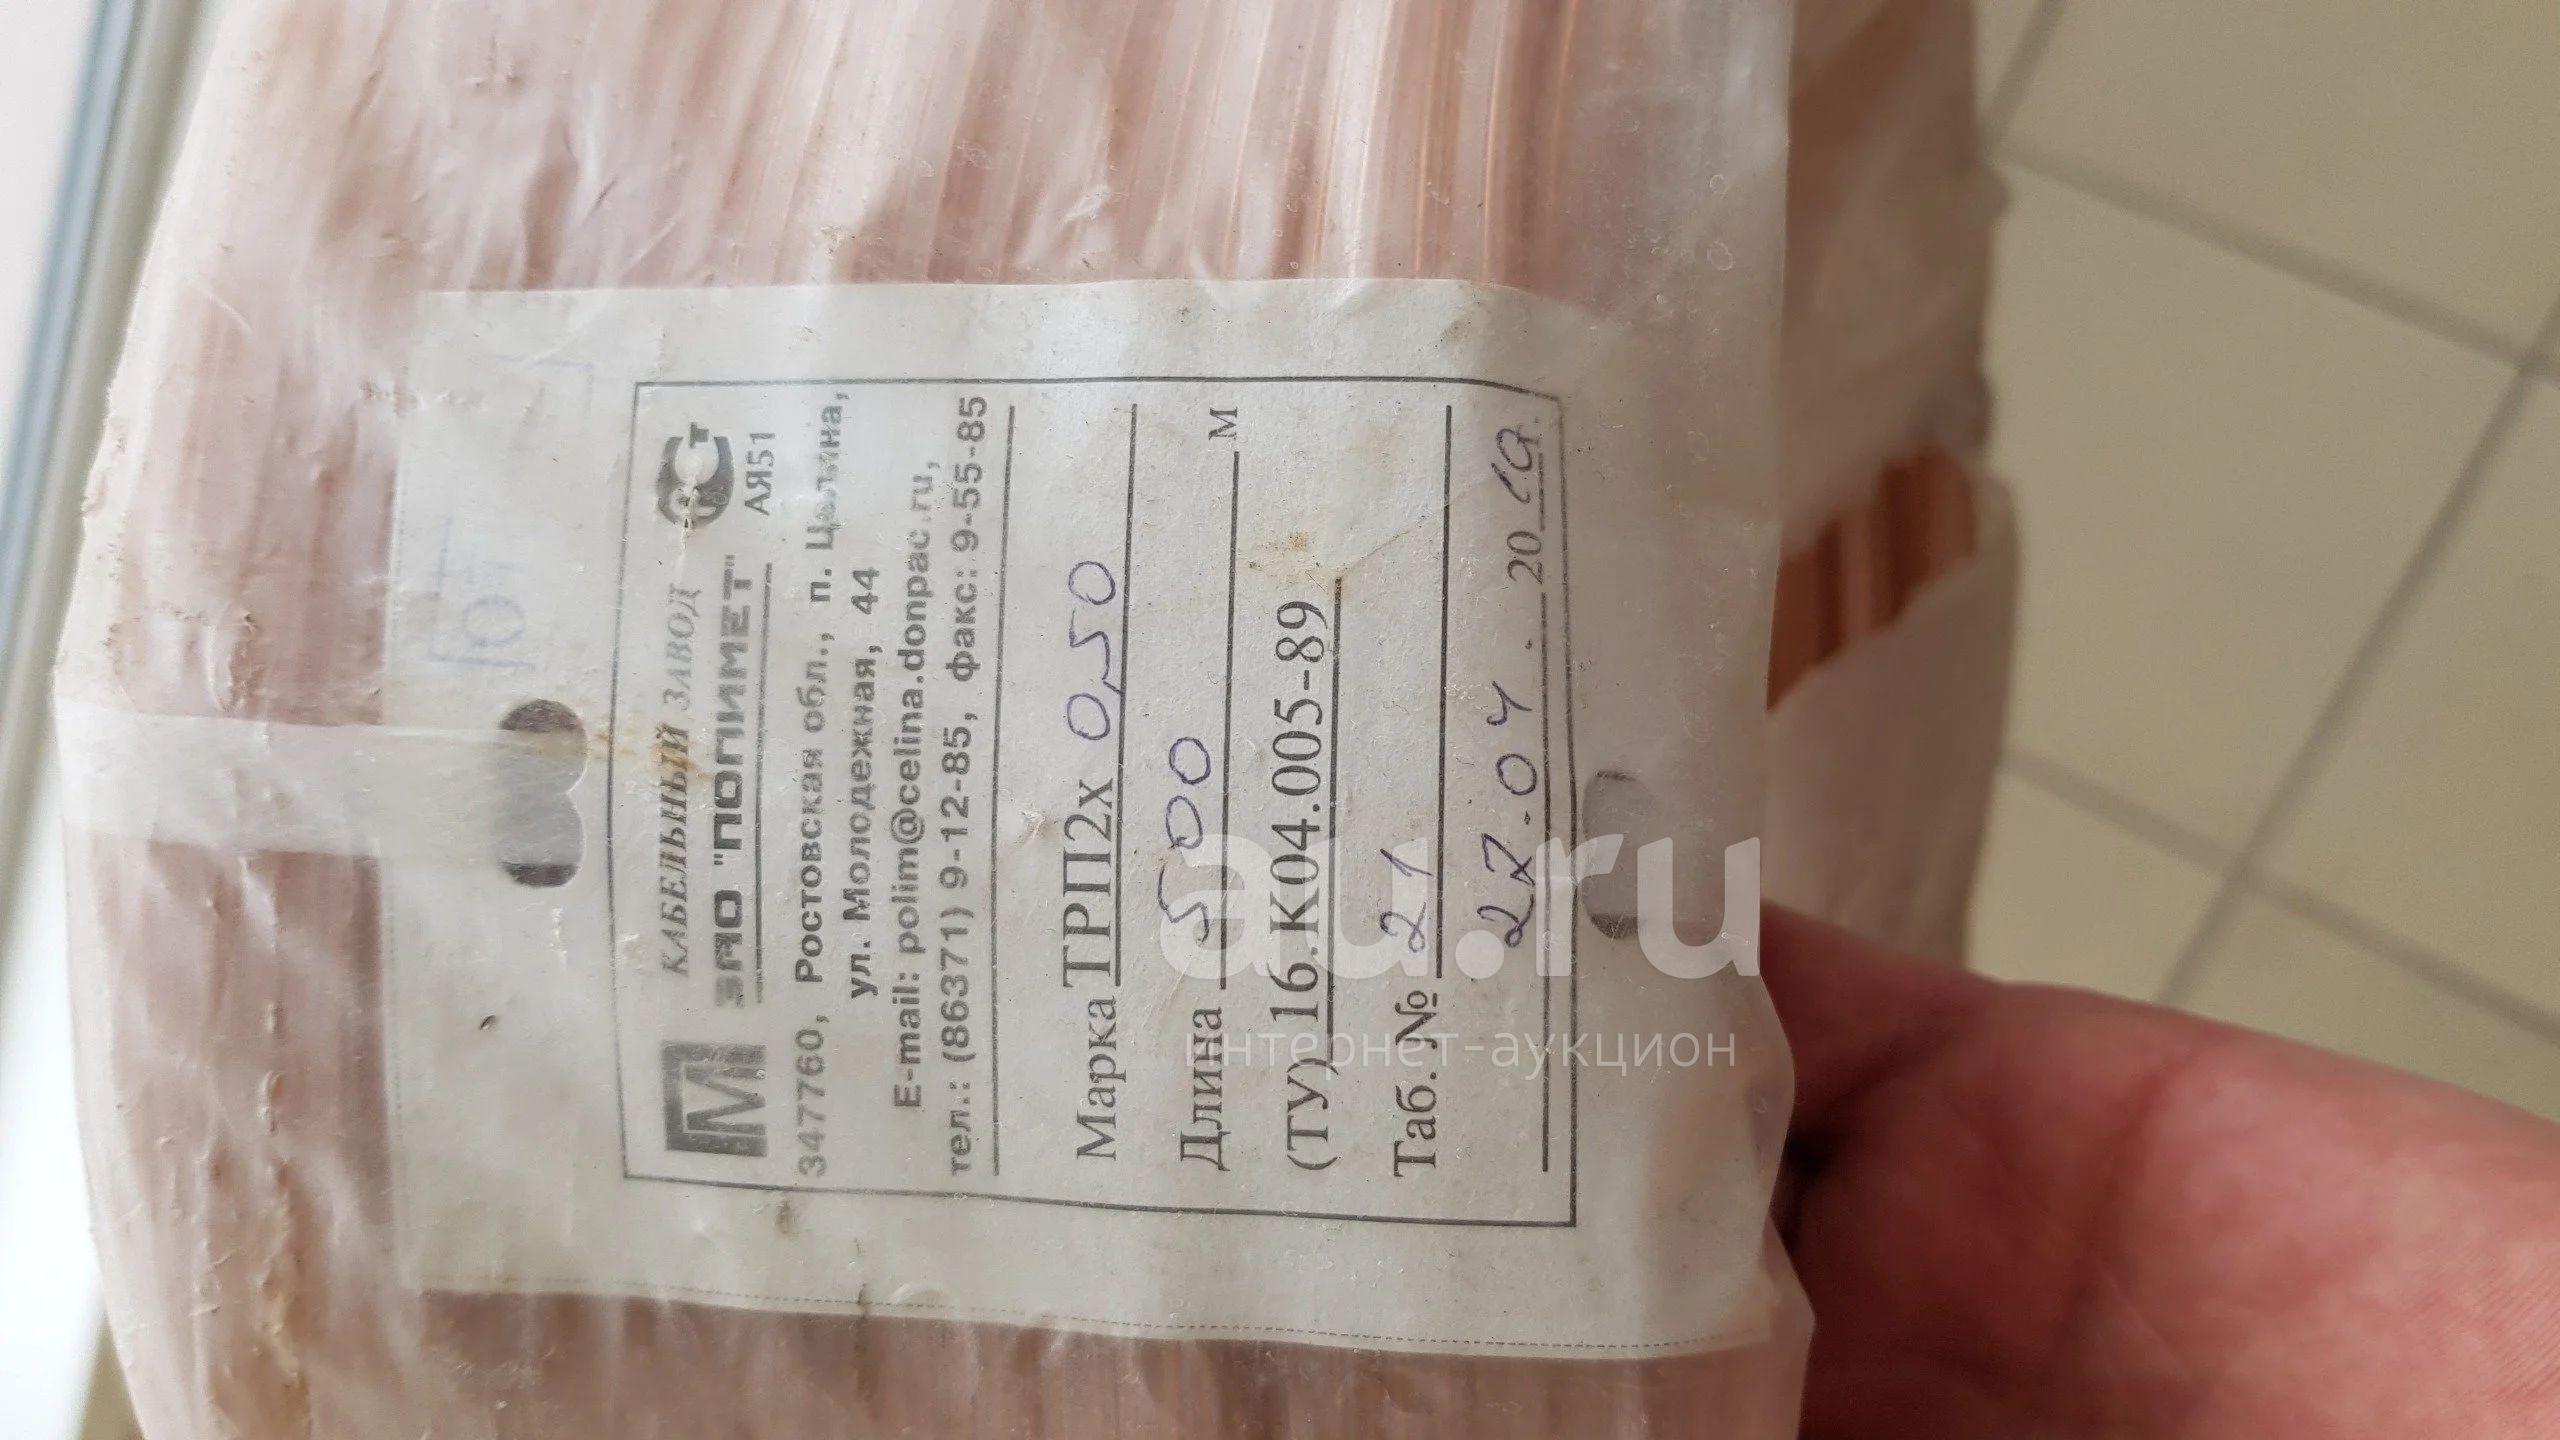 КАБЕЛЬНЫЙ ЗАВОД
ЗАО "ПОЛИМЕТ"
АЯ51
347760, Ростовская обл., п. Целина,
ул. Молодежная, 44
E-mail: polim@celina.donpac.ru,
тел.: (86371) 9-12-85, факс: 9-55-85
Марка ТРП2х 0,50
Длина 500 м
(ТУ) 16.К04.005-89
Таб. № 21
27.04. 20
au.ru
интернет-аукцион